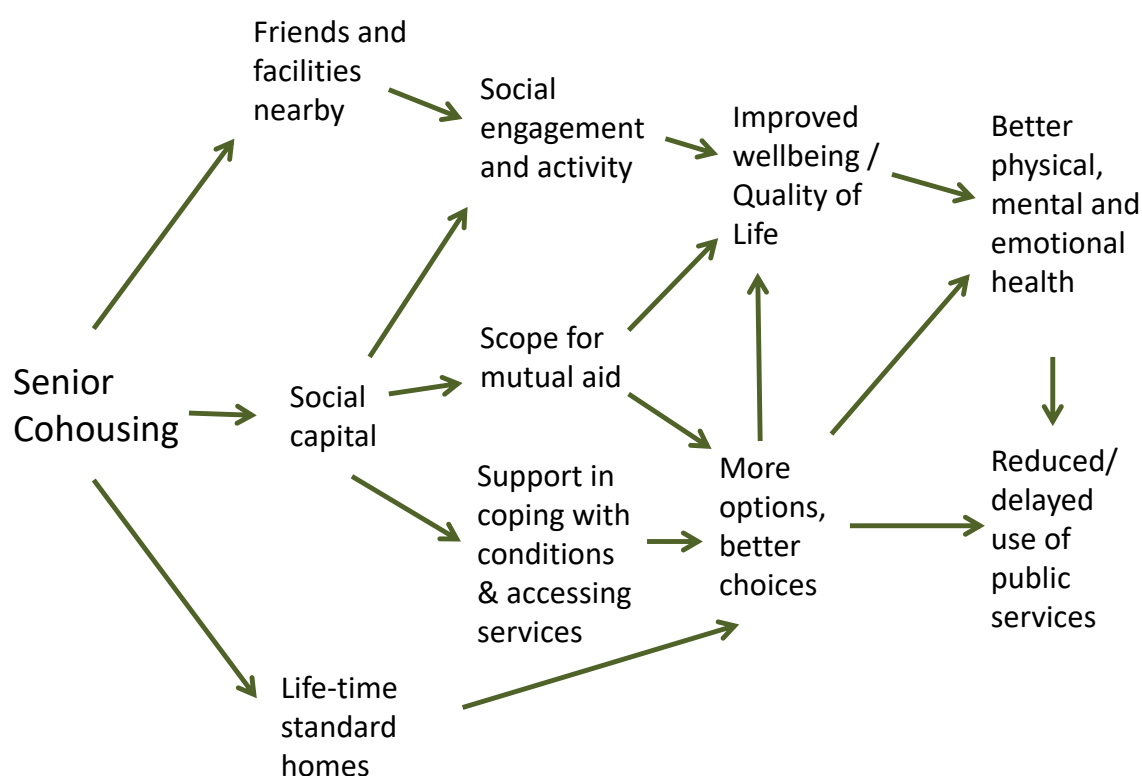 Friends and
facilities
nearby
Social
engagement
and activity
Improved
wellbeing /
Quality of
Life
Better
physical,
mental and
emotional
health
Senior
Cohousing
Social
capital
Scope for
mutual aid
Support in
coping with
conditions
& accessing
services
More
options,
better
choices
Reduced/
delayed
use of
public
services
Life-time
standard
homes